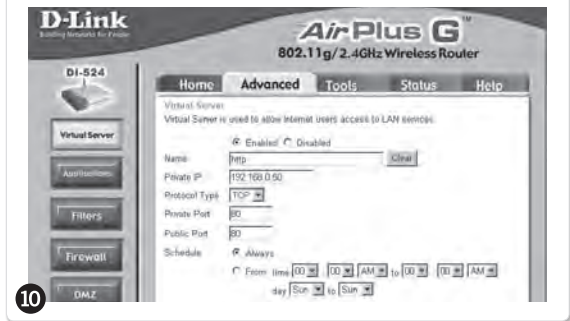 D-Link
Building Networks for People
AirPlus G™
802.11g/2.4GHz Wireless Router
DI-524
Home Advanced Tools Status Help
Virtual Server
Virtual Server is used to allow Internet users access to LAN services.
Virtual Server
Enabled Disabled
Name http Clear
Applications
Private IP 192.168.0.50
Protocol Type TCP
Filters
Private Port 80
Public Port 80
Firewall
Schedule Always
From time 00 : 00 AM to 00 : 00 AM
day Sun to Sun
DMZ
10